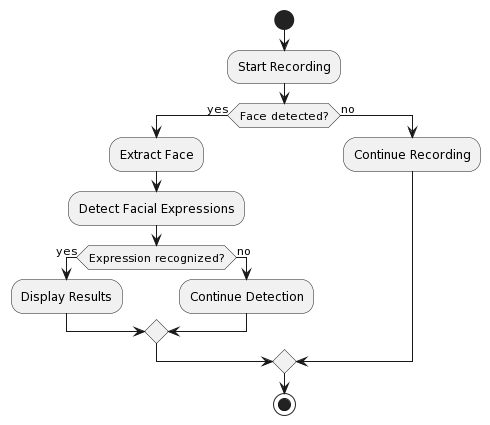 Start Recording
yes
Face detected?
no
Extract Face
Continue Recording
Detect Facial Expressions
yes
Expression recognized?
no
Display Results
Continue Detection